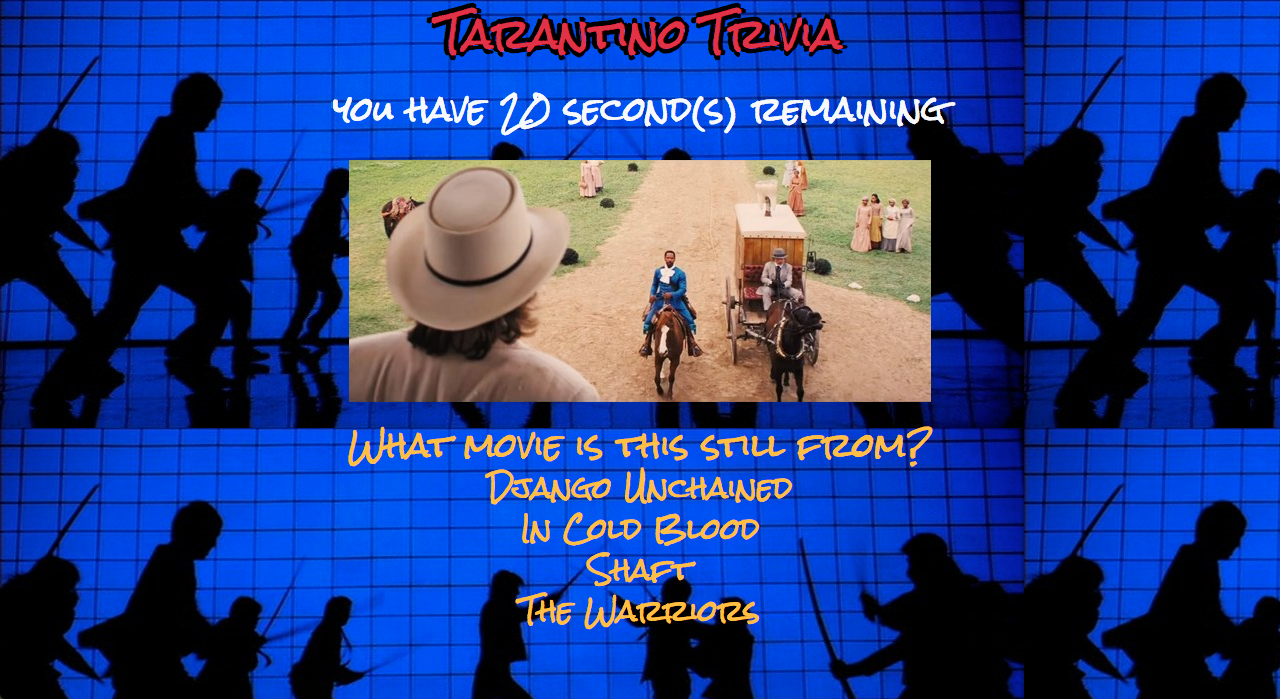 Tarantino Trivia
you have 20 second(s) remaining
What movie is this still from?
Django Unchained
In Cold Blood
Shaft
The Warriors